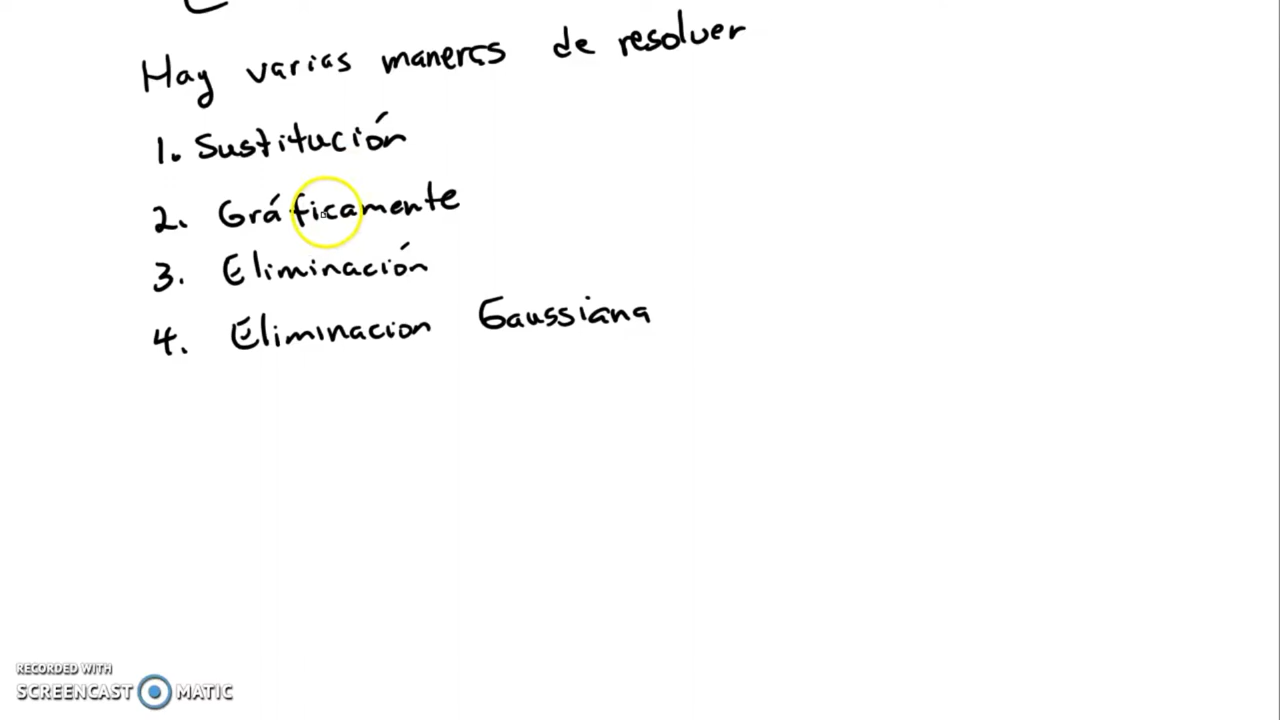 Hay varias maneras de resolver
1. Sustitución
2. Gráficamente
3. Eliminación
4. Eliminacion Gaussiana
RECORDED WITH
SCREENCAST MATIC